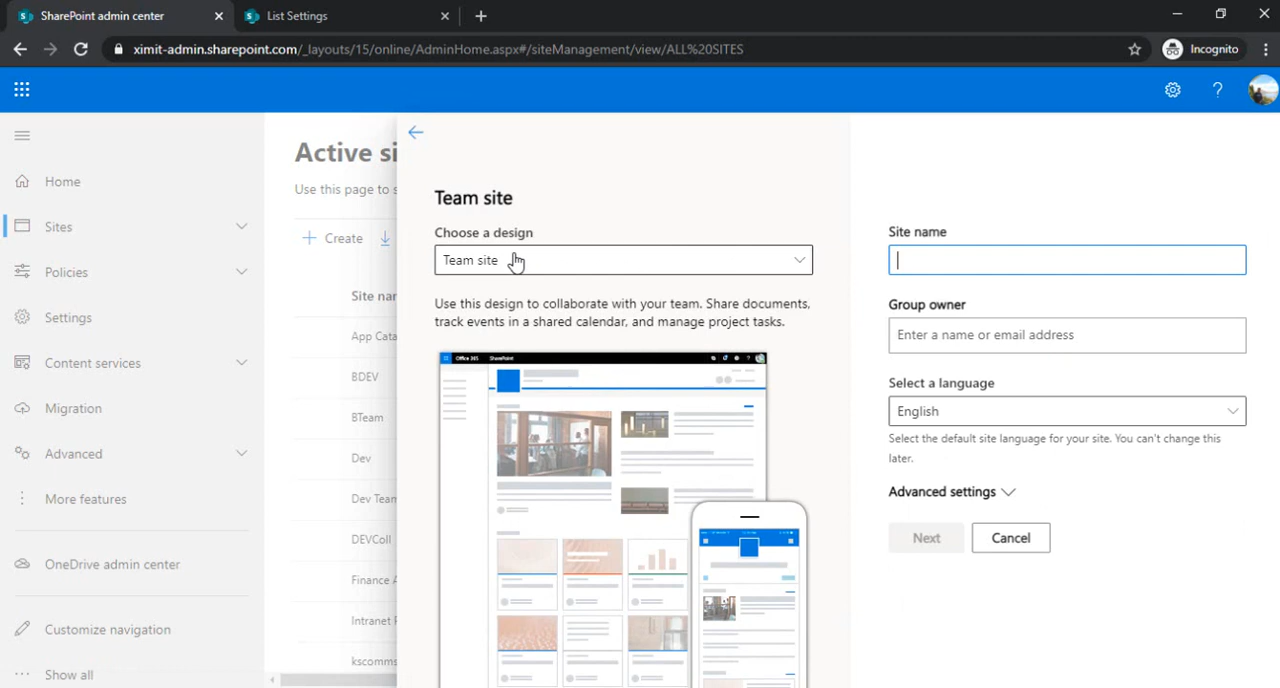 SharePoint admin center
List Settings
ximit-admin.sharepoint.com/_layouts/15/online/AdminHome.aspx#/siteManagement/view/ALL%20SITES
Incognito
Home
Sites
Policies
Settings
Content services
Migration
Advanced
More features
OneDrive admin center
Customize navigation
Show all
Active si
Use this page to s
Create
Site nar
App Cata
BDEV
BTeam
Dev
Dev Team
DEVColl
Finance A
Intranet F
kscomms
Team site
Choose a design
Team site
Use this design to collaborate with your team. Share documents,
track events in a shared calendar, and manage project tasks.
Office 365 SharePoint
Site name
Group owner
Enter a name or email address
Select a language
English
Select the default site language for your site. You can't change this
later.
Advanced settings
Next
Cancel